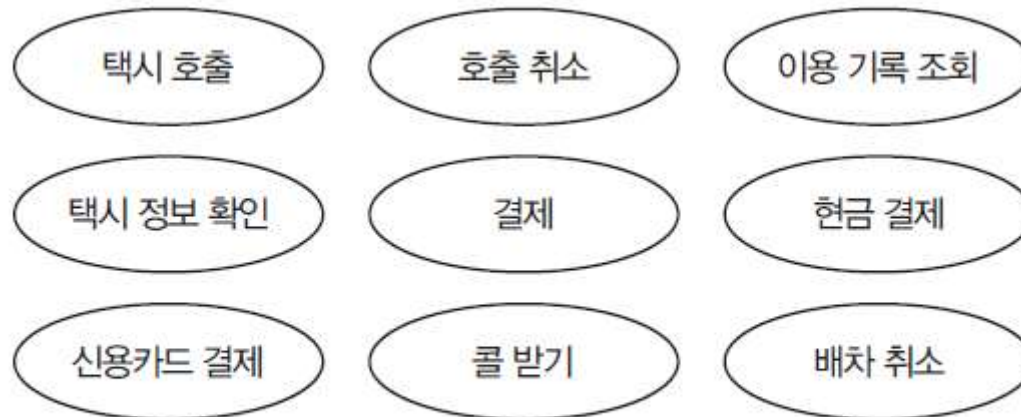 택시 호출 호출 취소 이용 기록 조회
택시 정보 확인 결제 현금 결제
신용카드 결제 콜 받기 배차 취소